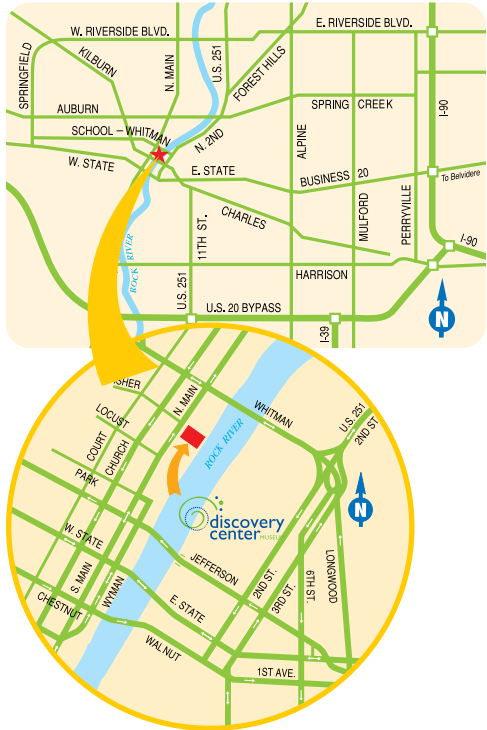 W. RIVERSIDE BLVD.
E. RIVERSIDE BLVD.
SPRINGFIELD
KILBURN
N. MAIN
U.S. 251
FOREST HILLS
I-90
AUBURN
SPRING CREEK
SCHOOL – WHITMAN
N. 2ND
ALPINE
W. STATE
E. STATE
BUSINESS 20
To Belvidere
MULFORD
PERRYVILLE
CHARLES
11TH ST.
I-90
ROCK RIVER
HARRISON
U.S. 251
U.S. 20 BYPASS
I-39
N
N. MAIN
WHITMAN
LOCUST
COURT
CHURCH
ROCK RIVER
U.S. 251
2ND ST.
PARK
N
discovery
center
W. STATE
JEFFERSON
S. MAIN
WYMAN
2ND ST.
3RD ST.
6TH ST.
LONGWOOD
CHESTNUT
E. STATE
WALNUT
1ST AVE.